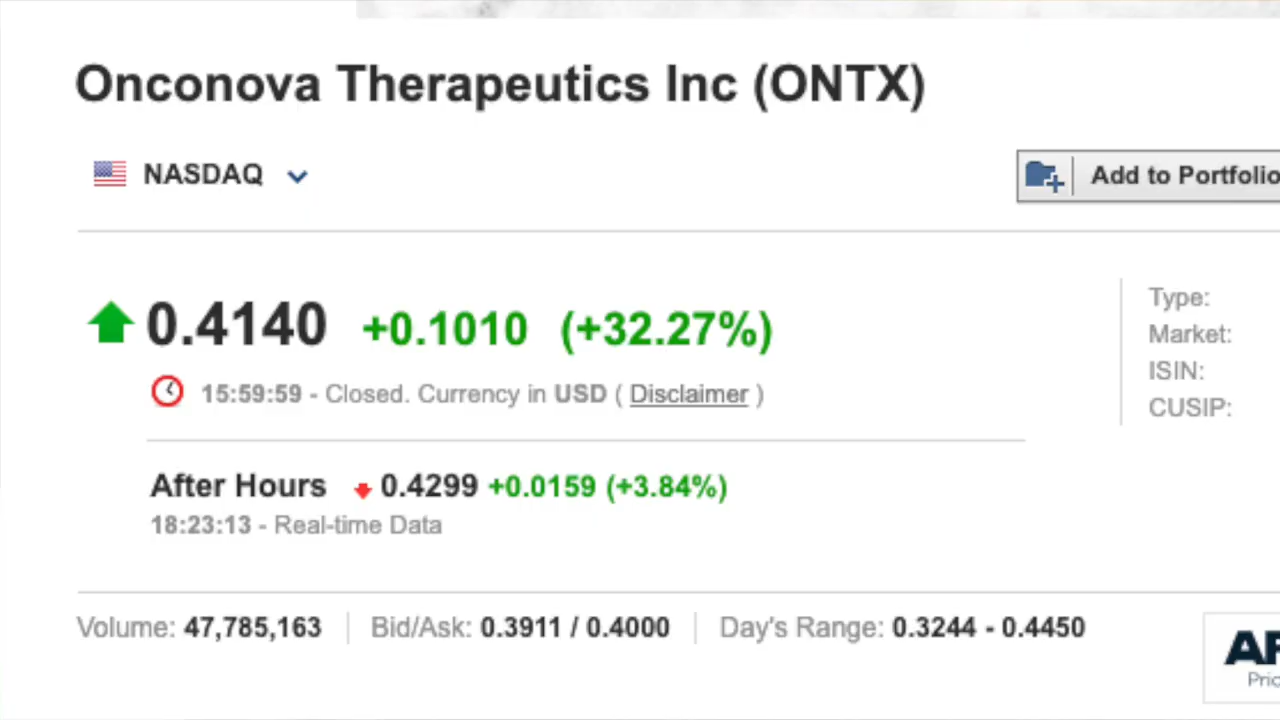 Onconova Therapeutics Inc (ONTX)
NASDAQ
Add to Portfolio
0.4140 +0.1010 (+32.27%)
15:59:59 - Closed. Currency in USD ( Disclaimer )
Type:
Market:
ISIN:
CUSIP:
After Hours 0.4299 +0.0159 (+3.84%)
18:23:13 - Real-time Data
Volume: 47,785,163 Bid/Ask: 0.3911 / 0.4000 Day's Range: 0.3244 - 0.4450